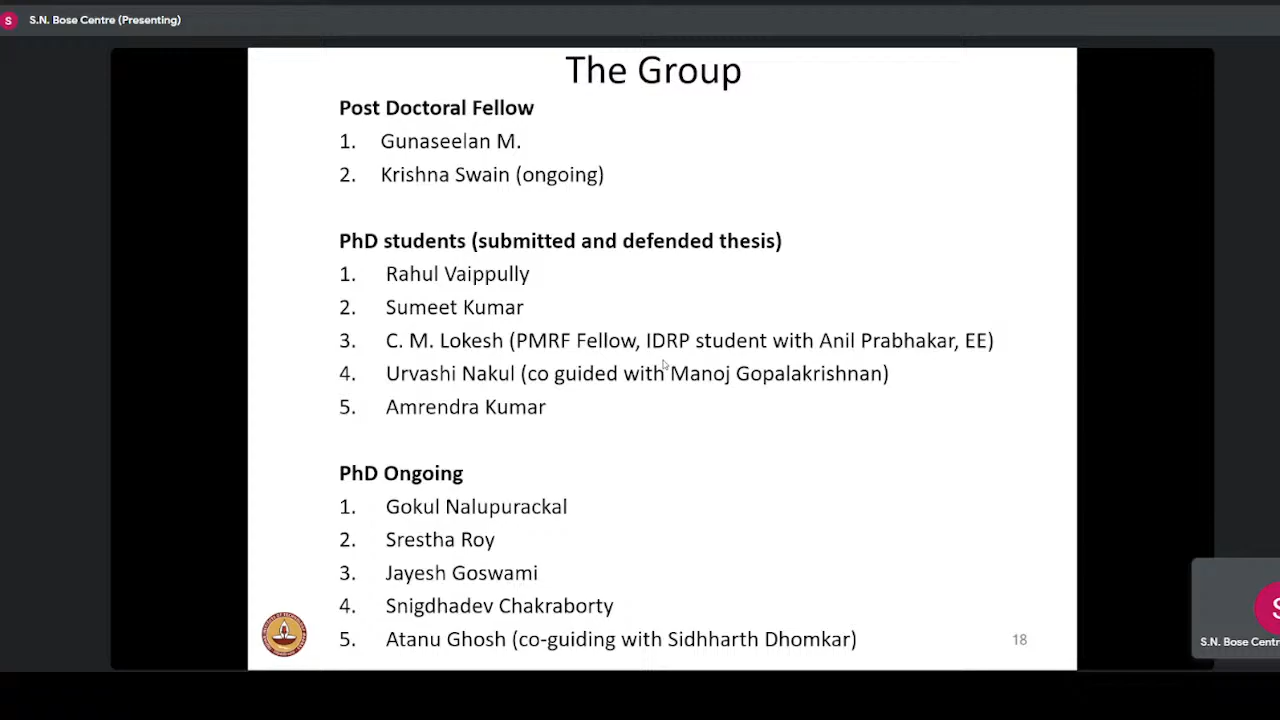 S S.N. Bose Centre (Presenting)
The Group
Post Doctoral Fellow
1. Gunaseelan M.
2. Krishna Swain (ongoing)
PhD students (submitted and defended thesis)
1. Rahul Vaippully
2. Sumeet Kumar
3. C. M. Lokesh (PMRF Fellow, IDRP student with Anil Prabhakar, EE)
4. Urvashi Nakul (co guided with Manoj Gopalakrishnan)
5. Amrendra Kumar
PhD Ongoing
1. Gokul Nalupurackal
2. Srestha Roy
3. Jayesh Goswami
4. Snigdhadev Chakraborty
5. Atanu Ghosh (co-guiding with Sidhharth Dhomkar)
18
S
S.N. Bose Centr